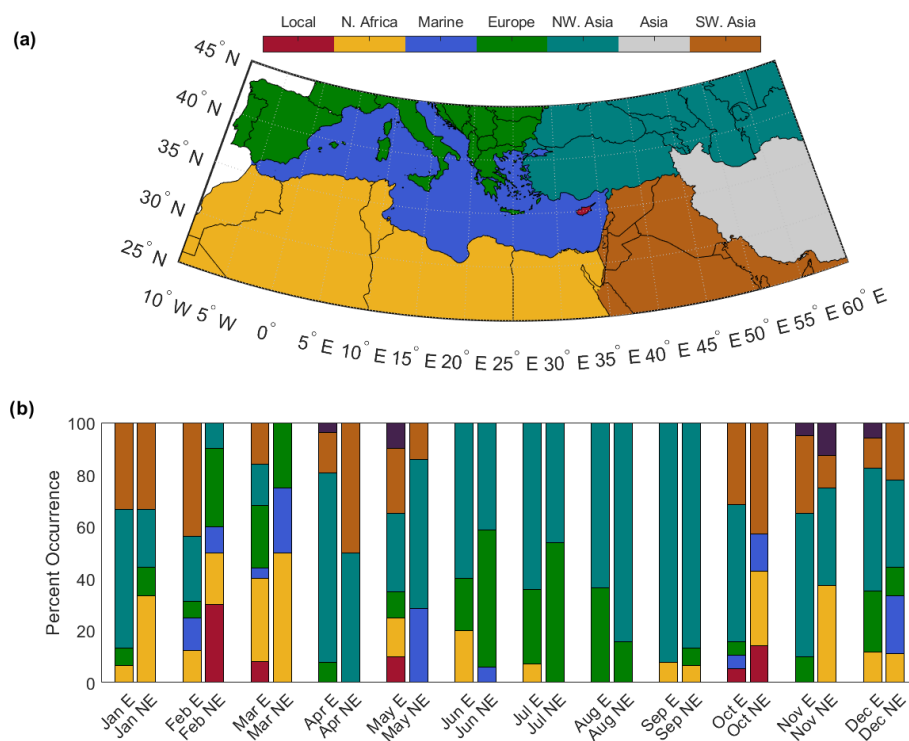 Local N. Africa Marine Europe NW. Asia Asia SW. Asia
(a)
45° N
40° N
35° N
30° N
25° N
10° W 5° W 0° 5° E 10° E 15° E 20° E 25° E 30° E 35° E 40° E 45° E 50° E 55° E 60° E
(b)
Percent Occurrence
100
80
60
40
20
0
Jan E
Jan NE
Feb E
Feb NE
Mar E
Mar NE
Apr E
Apr NE
May E
May NE
Jun E
Jun NE
Jul E
Jul NE
Aug E
Aug NE
Sep E
Sep NE
Oct E
Oct NE
Nov E
Nov NE
Dec E
Dec NE